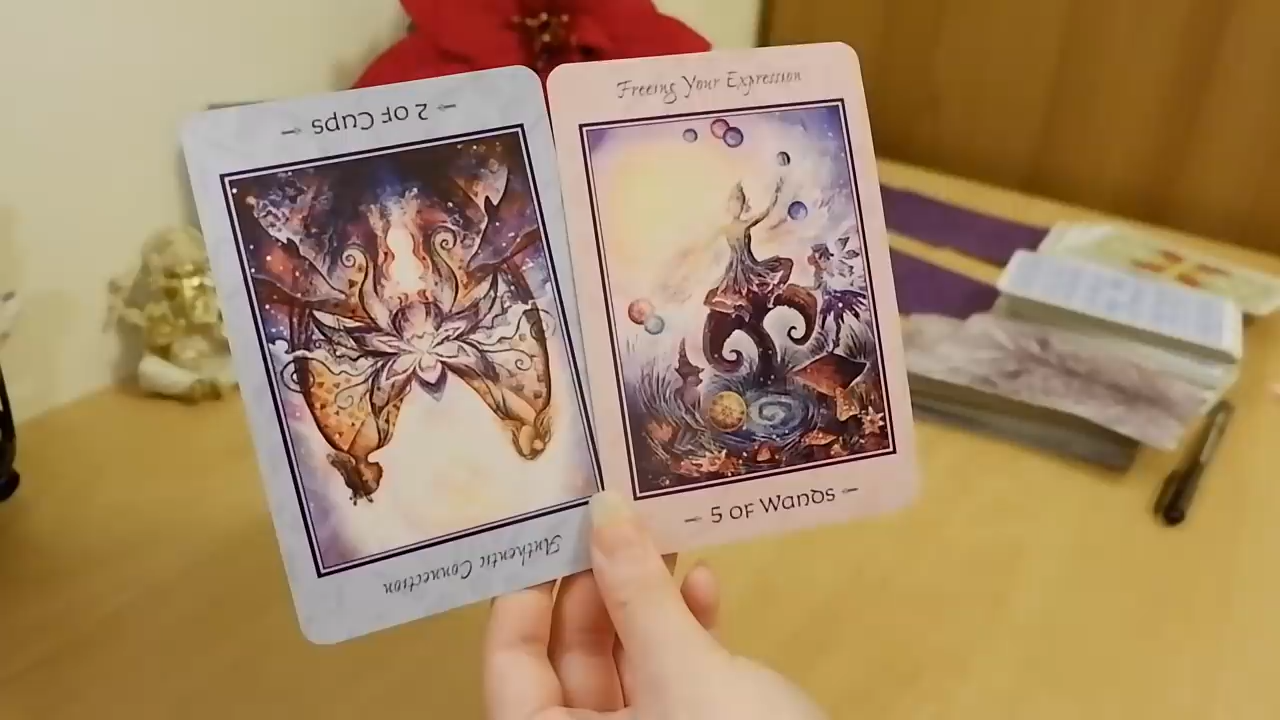 2 OF CUPS
Authentic Connection
Freeing Your Expression
5 OF WANDS